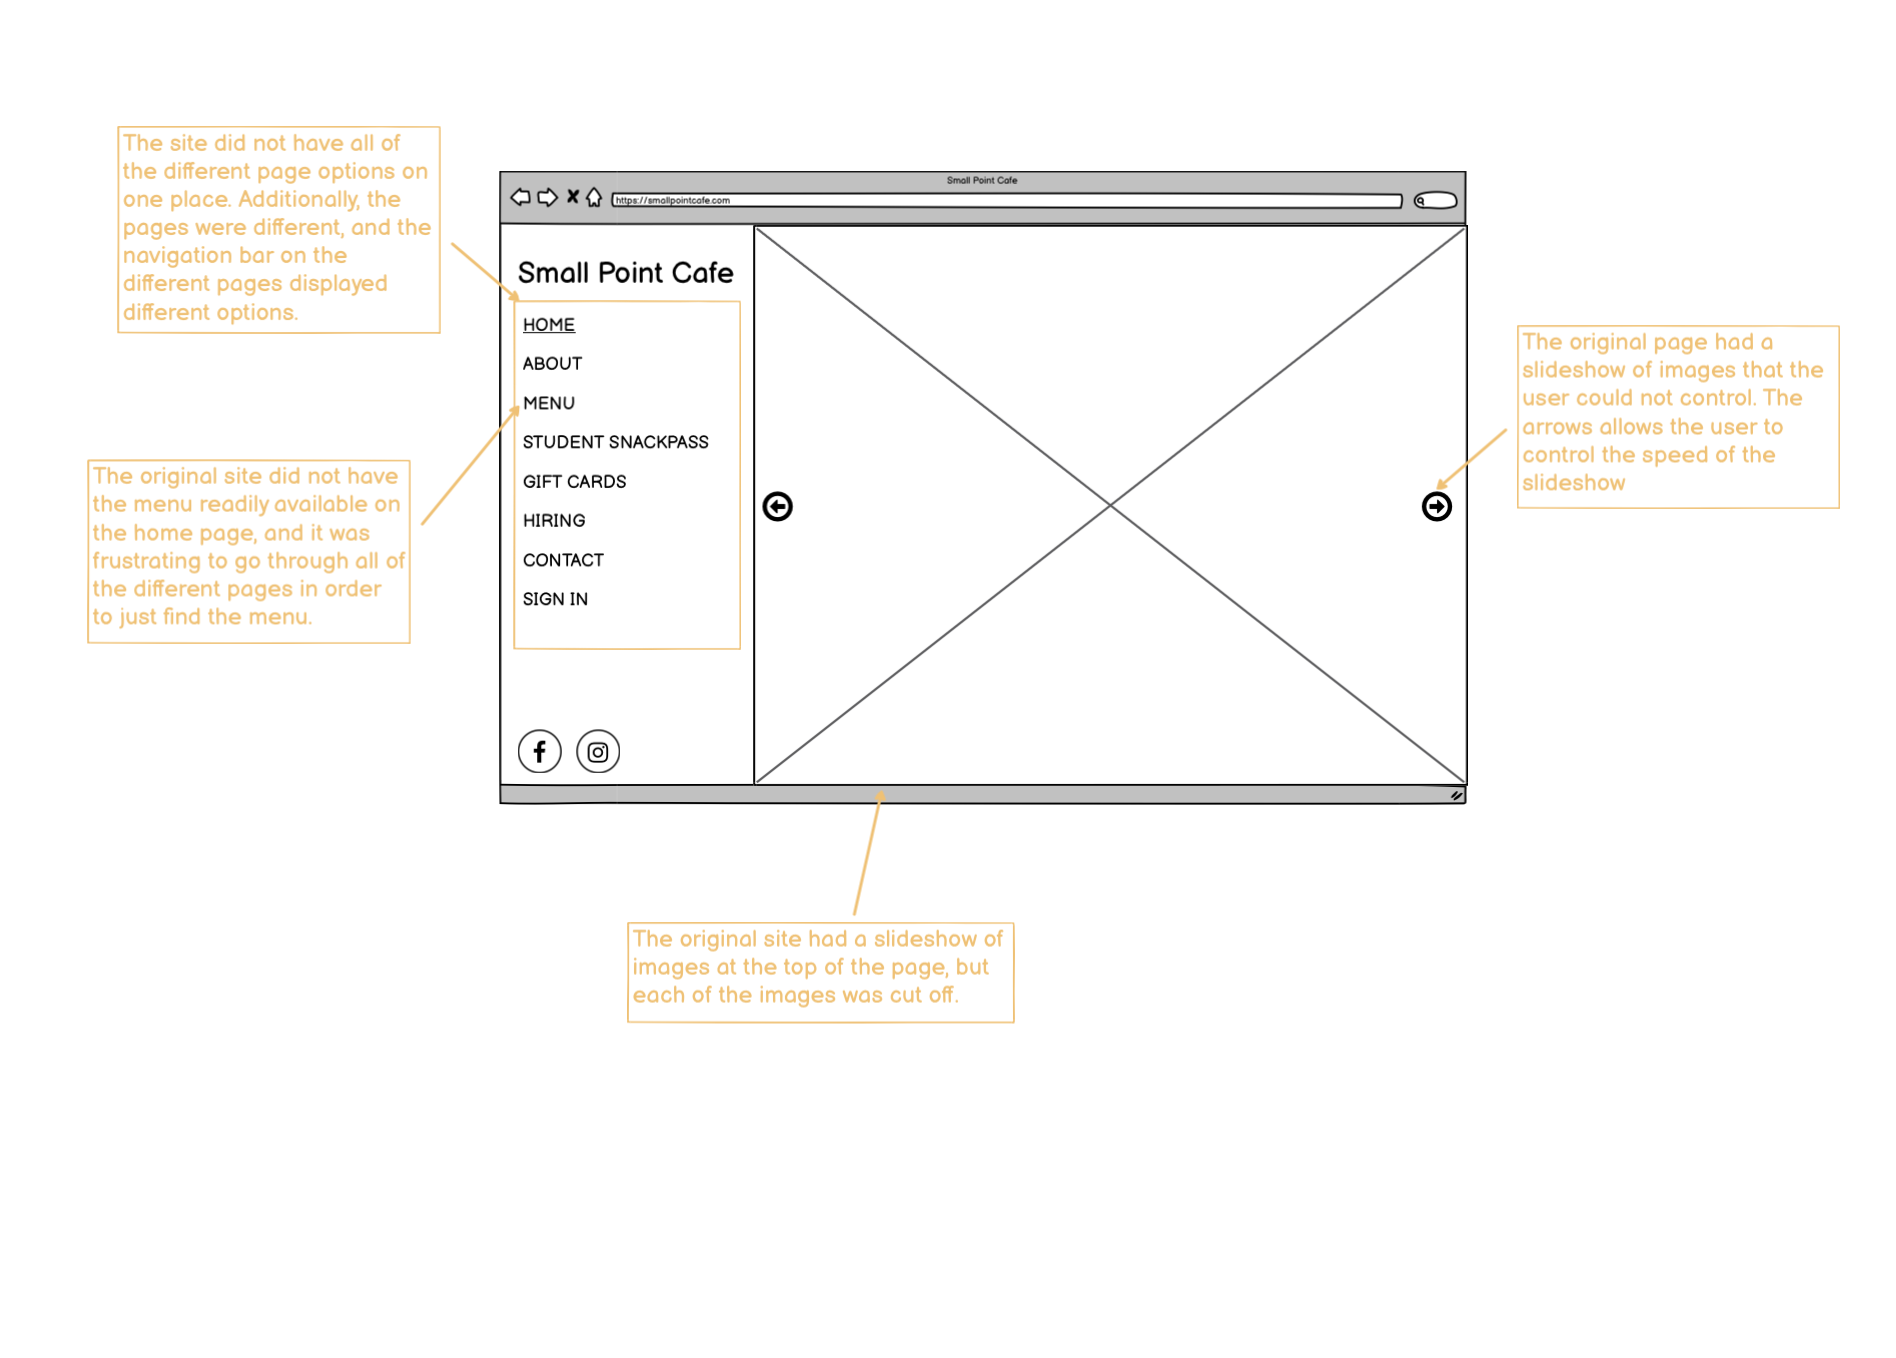 The site did not have all of
the different page options on
one place. Additionally, the
pages were different, and the
navigation bar on the
different pages displayed
different options.
The original site did not have
the menu readily available on
the home page, and it was
frustrating to go through all of
the different pages in order
to just find the menu.
Small Point Cafe
https://smallpointcafe.com
Small Point Cafe
HOME
ABOUT
MENU
STUDENT SNACKPASS
GIFT CARDS
HIRING
CONTACT
SIGN IN
The original page had a
slideshow of images that the
user could not control. The
arrows allows the user to
control the speed of the
slideshow
The original site had a slideshow of
images at the top of the page, but
each of the images was cut off.